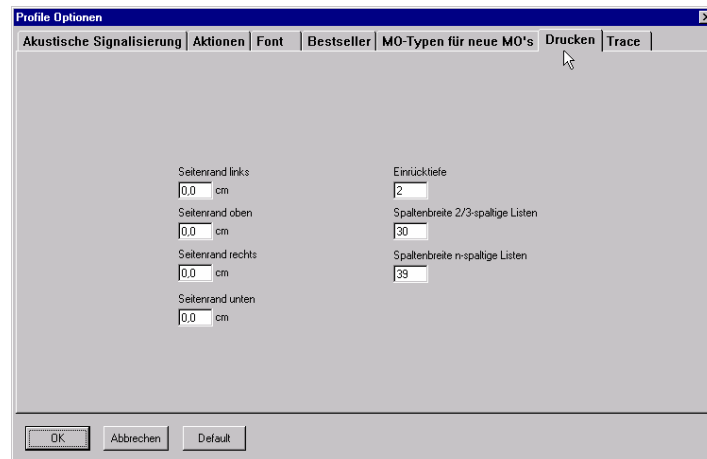 Profile Optionen
Akustische Signalisierung Aktionen Font Bestseller MO-Typen für neue MO's Drucken Trace
Seitenrand links
0,0 cm
Seitenrand oben
0,0 cm
Seitenrand rechts
0,0 cm
Seitenrand unten
0,0 cm
Einrücktiefe
2
Spaltenbreite 2/3-spaltige Listen
30
Spaltenbreite n-spaltige Listen
39
OK Abbrechen Default